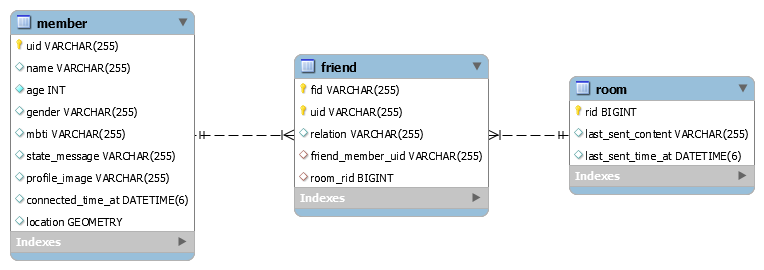 member
uid VARCHAR(255)
name VARCHAR(255)
age INT
gender VARCHAR(255)
mbti VARCHAR(255)
state_message VARCHAR(255)
profile_image VARCHAR(255)
connected_time_at DATETIME(6)
location GEOMETRY
Indexes
friend
fid VARCHAR(255)
uid VARCHAR(255)
relation VARCHAR(255)
friend_member_uid VARCHAR(255)
room_rid BIGINT
Indexes
room
rid BIGINT
last_sent_content VARCHAR(255)
last_sent_time_at DATETIME(6)
Indexes